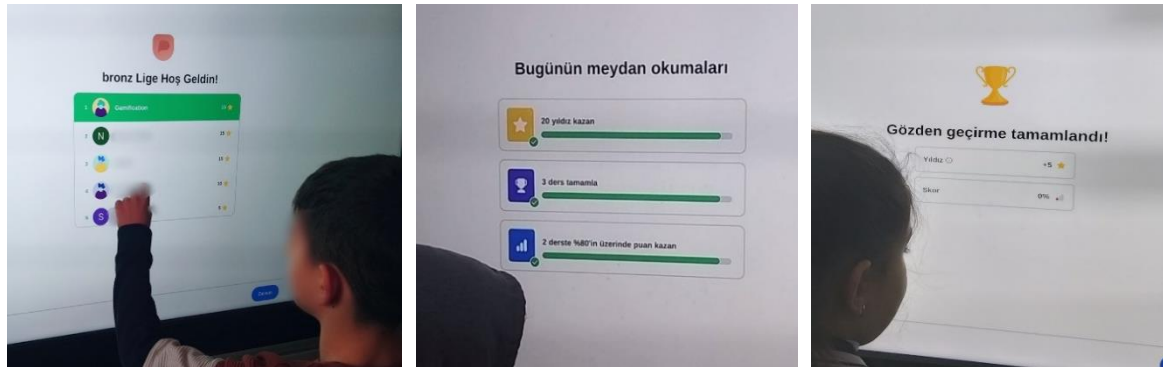 bronz Lige Hoş Geldin!
1 Gamification
N
S
Bugünün meydan okumaları
20 yıldız kazan
3 ders tamamla
2 derste %80'in üzerinde puan kazan
Gözden geçirme tamamlandı!
Yıldız +5
Skor 0%